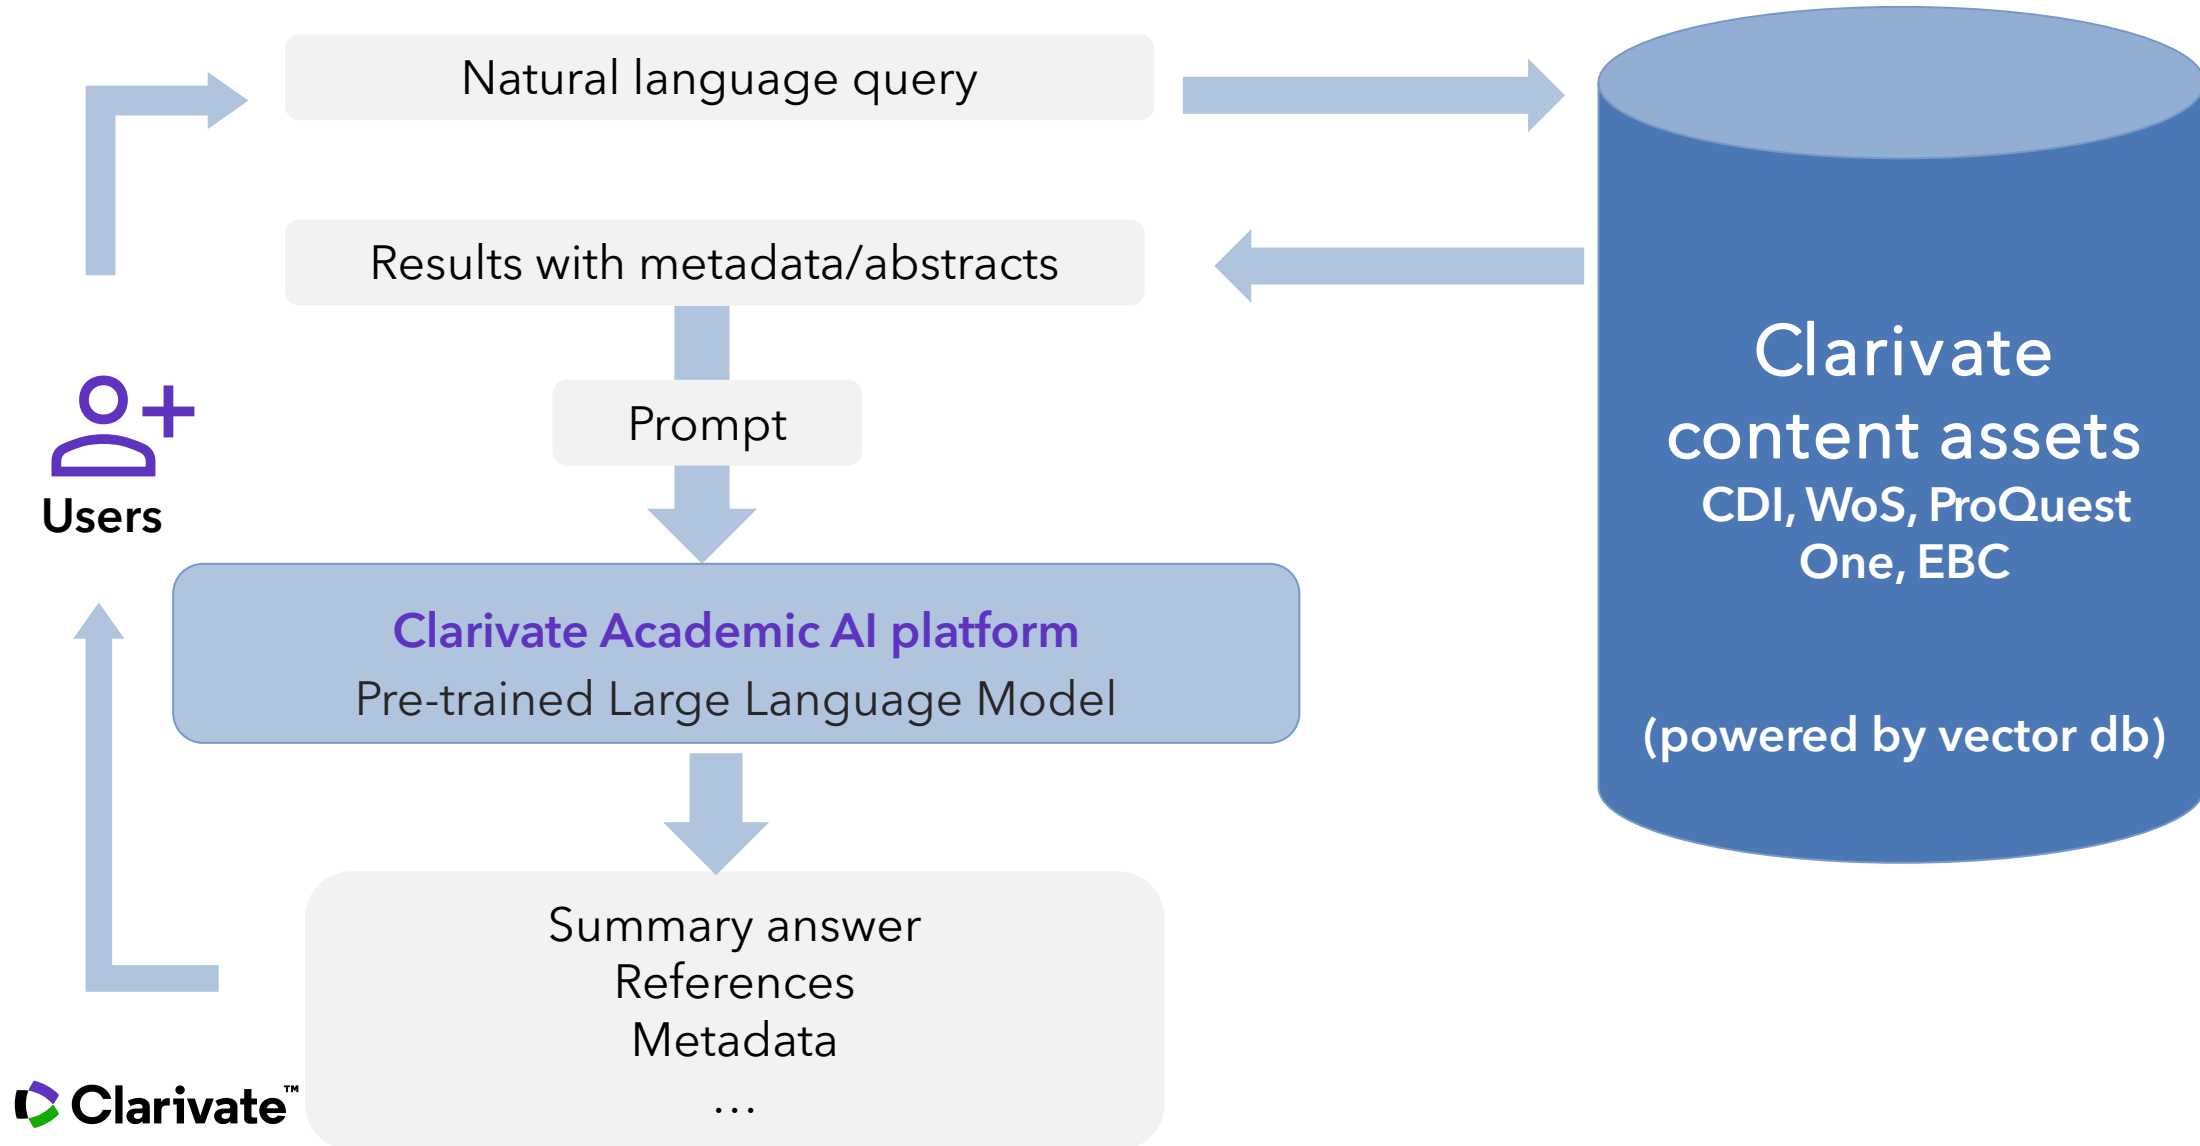 Natural language query
Results with metadata/abstracts
Prompt
Users
Clarivate Academic AI platform
Pre-trained Large Language Model
Summary answer
References
Metadata
...
Clarivate
content assets
CDI, WoS, ProQuest
One, EBC
(powered by vector db)
Clarivate™